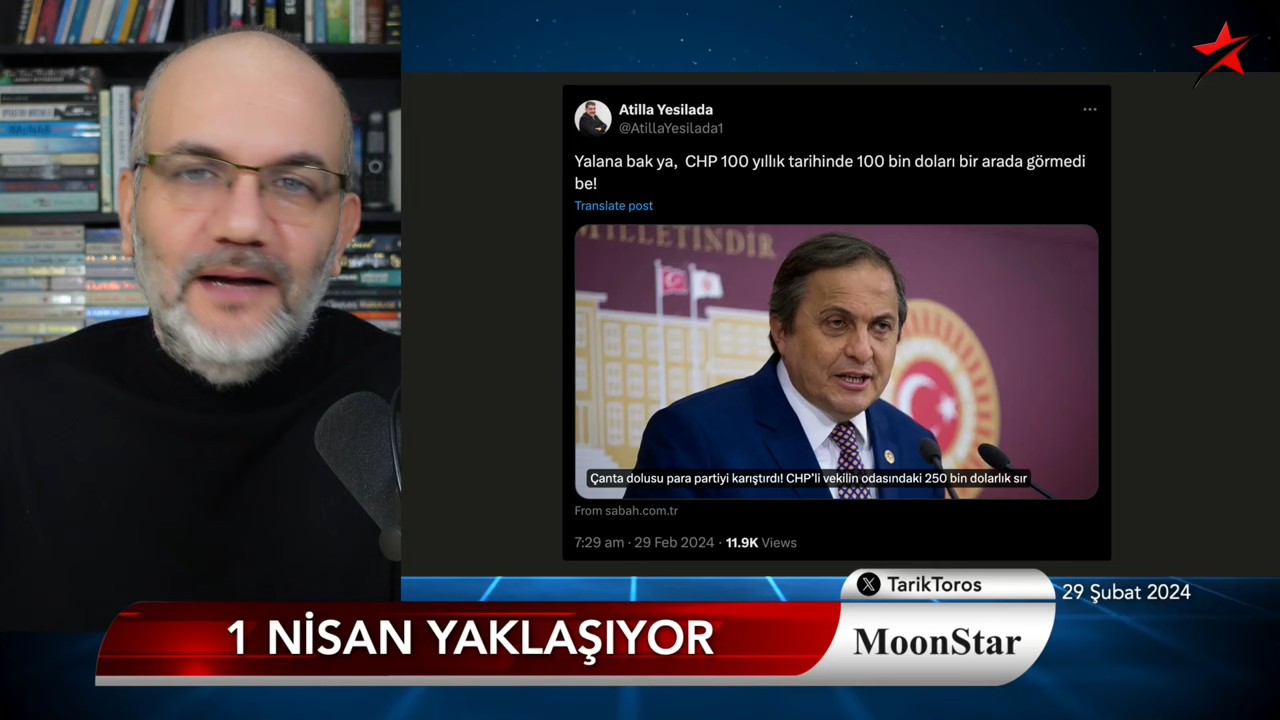 Atilla Yesilada
@AtillaYesilada1
Yalana bak ya, CHP 100 yıllık tarihinde 100 bin doları bir arada görmedi
be!
Translate post
MİLLETİNDİR
Çanta dolusu para partiyi karıştırdı! CHP'li vekilin odasındaki 250 bin dolarlık sır
From sabah.com.tr
7:29 am · 29 Feb 2024 · 11.9K Views
TarikToros
29 Şubat 2024
1 NİSAN YAKLAŞIYOR
MoonStar